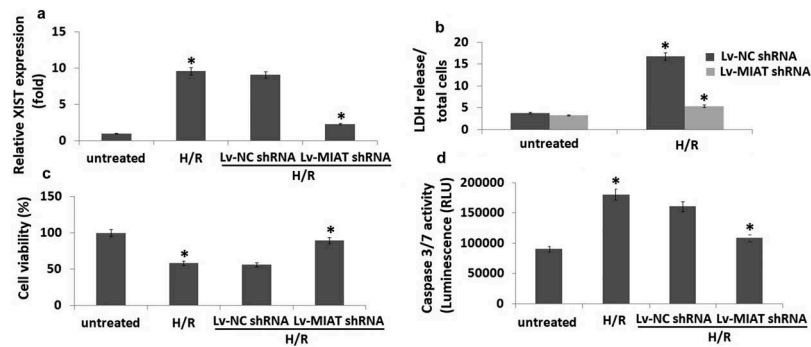 a
Relative XIST expression
(fold)
15
10
5
0
*
*
untreated
H/R
Lv-NC shRNA
Lv-MIAT shRNA
H/R
b
LDH release/
total cells
20
15
10
5
0
*
*
Lv-NC shRNA
Lv-MIAT shRNA
untreated
H/R
c
Cell viability (%)
150
100
50
0
*
*
untreated
H/R
Lv-NC shRNA
Lv-MIAT shRNA
H/R
d
Caspase 3/7 activity
(Luminescence (RLU)
200000
150000
100000
50000
0
*
*
untreated
H/R
Lv-NC shRNA
Lv-MIAT shRNA
H/R